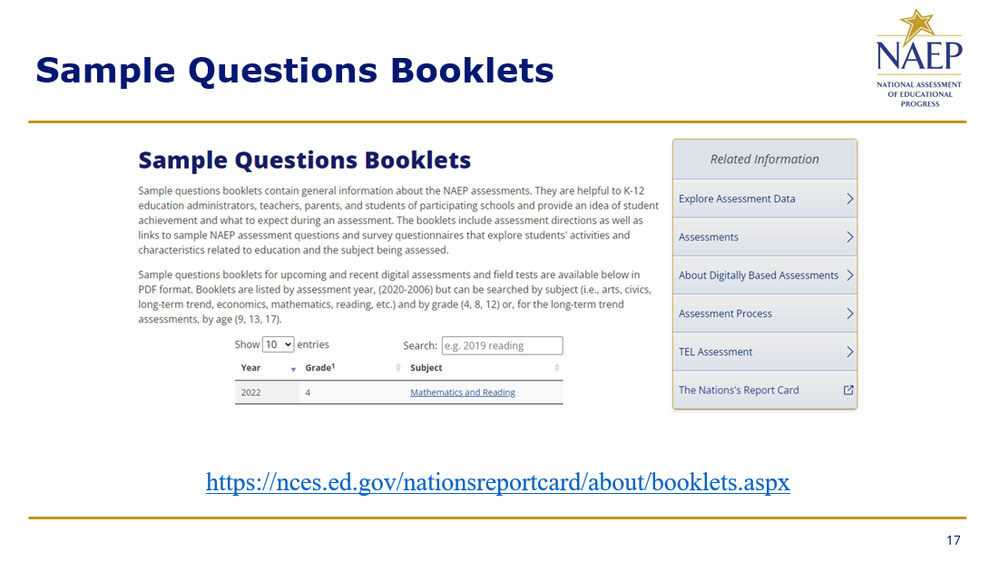 Sample Questions Booklets
NAEP
NATIONAL ASSESSMENT
OF EDUCATIONAL
PROGRESS
Sample Questions Booklets
Sample questions booklets contain general information about the NAEP assessments. They are helpful to K-12
education administrators, teachers, parents, and students of participating schools and provide an idea of student
achievement and what to expect during an assessment. The booklets include assessment directions as well as
links to sample NAEP assessment questions and survey questionnaires that explore students' activities and
characteristics related to education and the subject being assessed.
Sample questions booklets for upcoming and recent digital assessments and field tests are available below in
PDF format. Booklets are listed by assessment year, (2020-2006) but can be searched by subject (i.e., arts, civics,
long-term trend, economics, mathematics, reading, etc.) and by grade (4, 8, 12) or, for the long-term trend
assessments, by age (9, 13, 17).
Show 10 entries Search: e.g. 2019 reading
Year Grade¹ Subject
2022 4 Mathematics and Reading
Related Information
Explore Assessment Data
Assessments
About Digitally Based Assessments
Assessment Process
TEL Assessment
The Nations's Report Card
https://nces.ed.gov/nationsreportcard/about/booklets.aspx
17